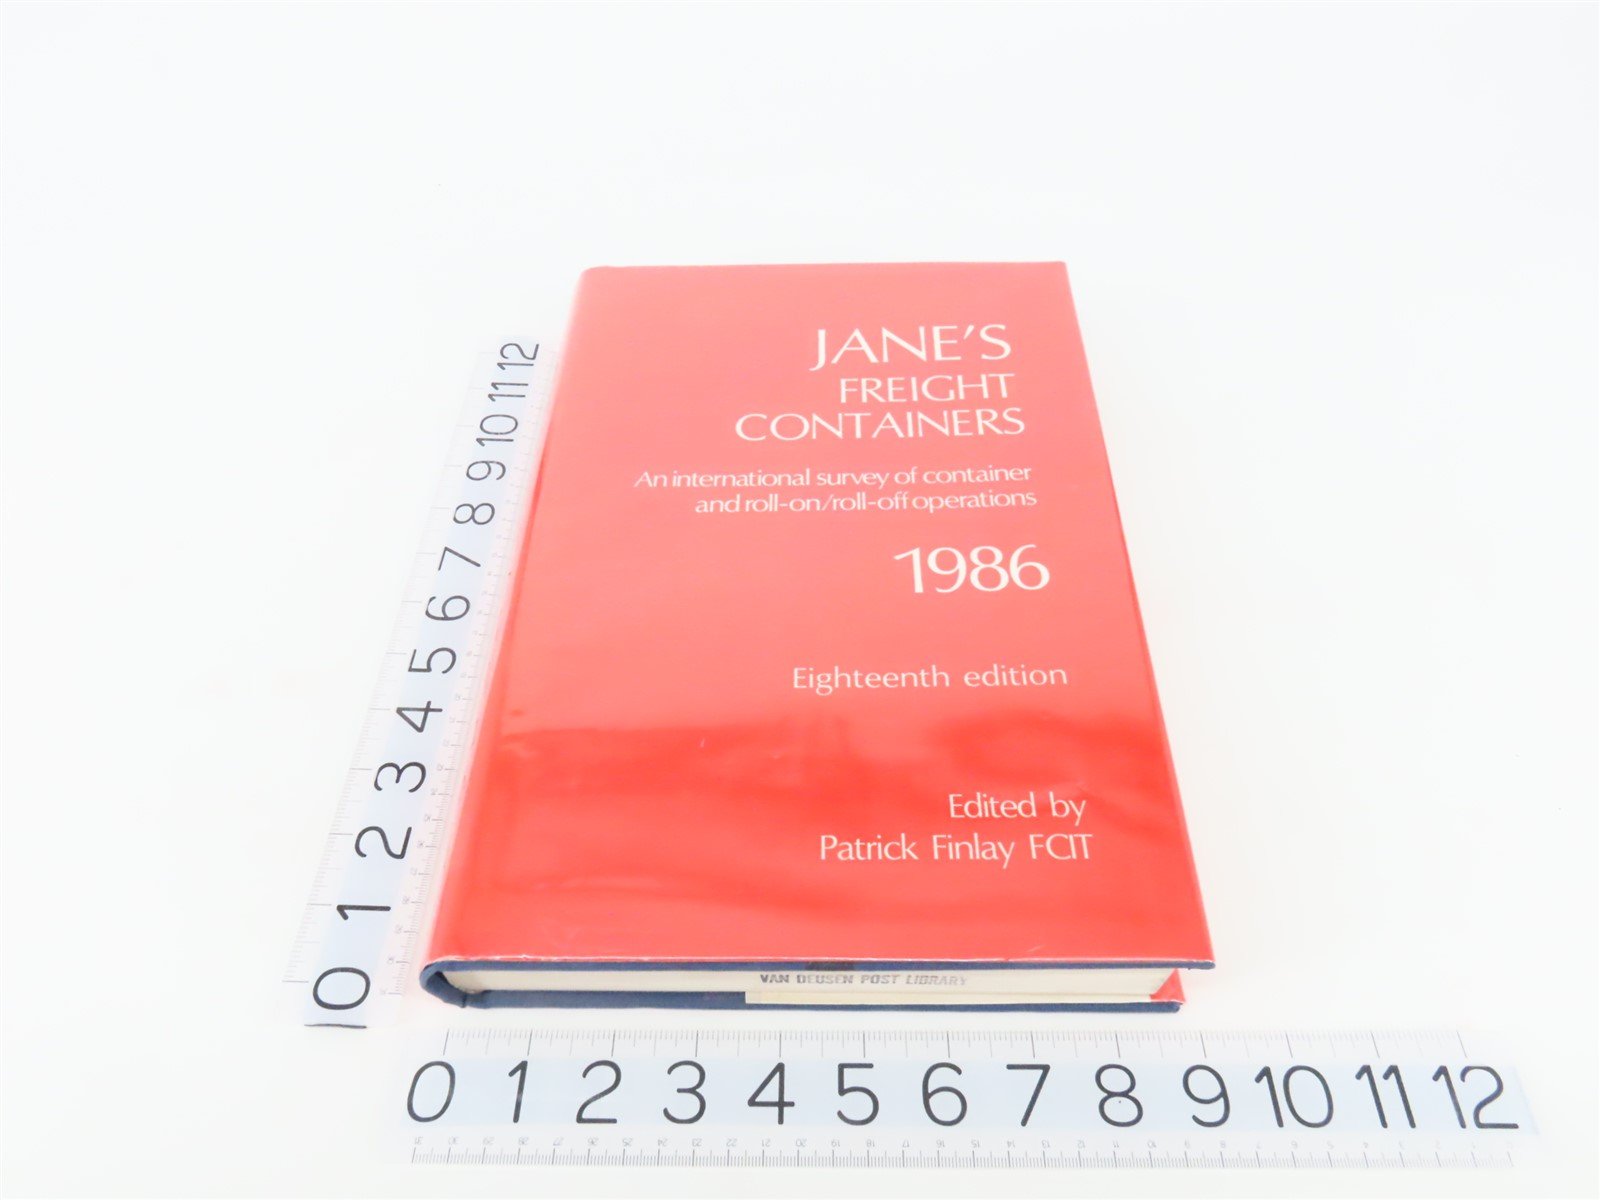 JANE'S
FREIGHT
CONTAINERS
An international survey of container
and roll-on/roll-off operations
1986
Eighteenth edition
Edited by
Patrick Finlay FCIT
VAN DEUSEN POST LIBRARY
0 1 2 3 4 5 6 7 8 9 10 11 12
0 1 2 3 4 5 6 7 8 9 10 11 12